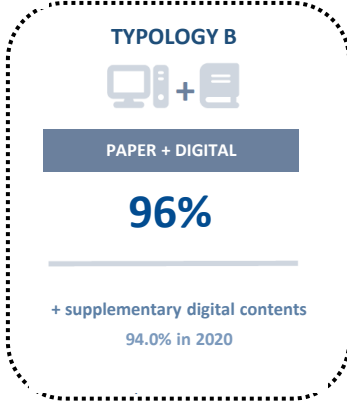 TYPOLOGY B
+
PAPER + DIGITAL
96%
+ supplementary digital contents
94.0% in 2020